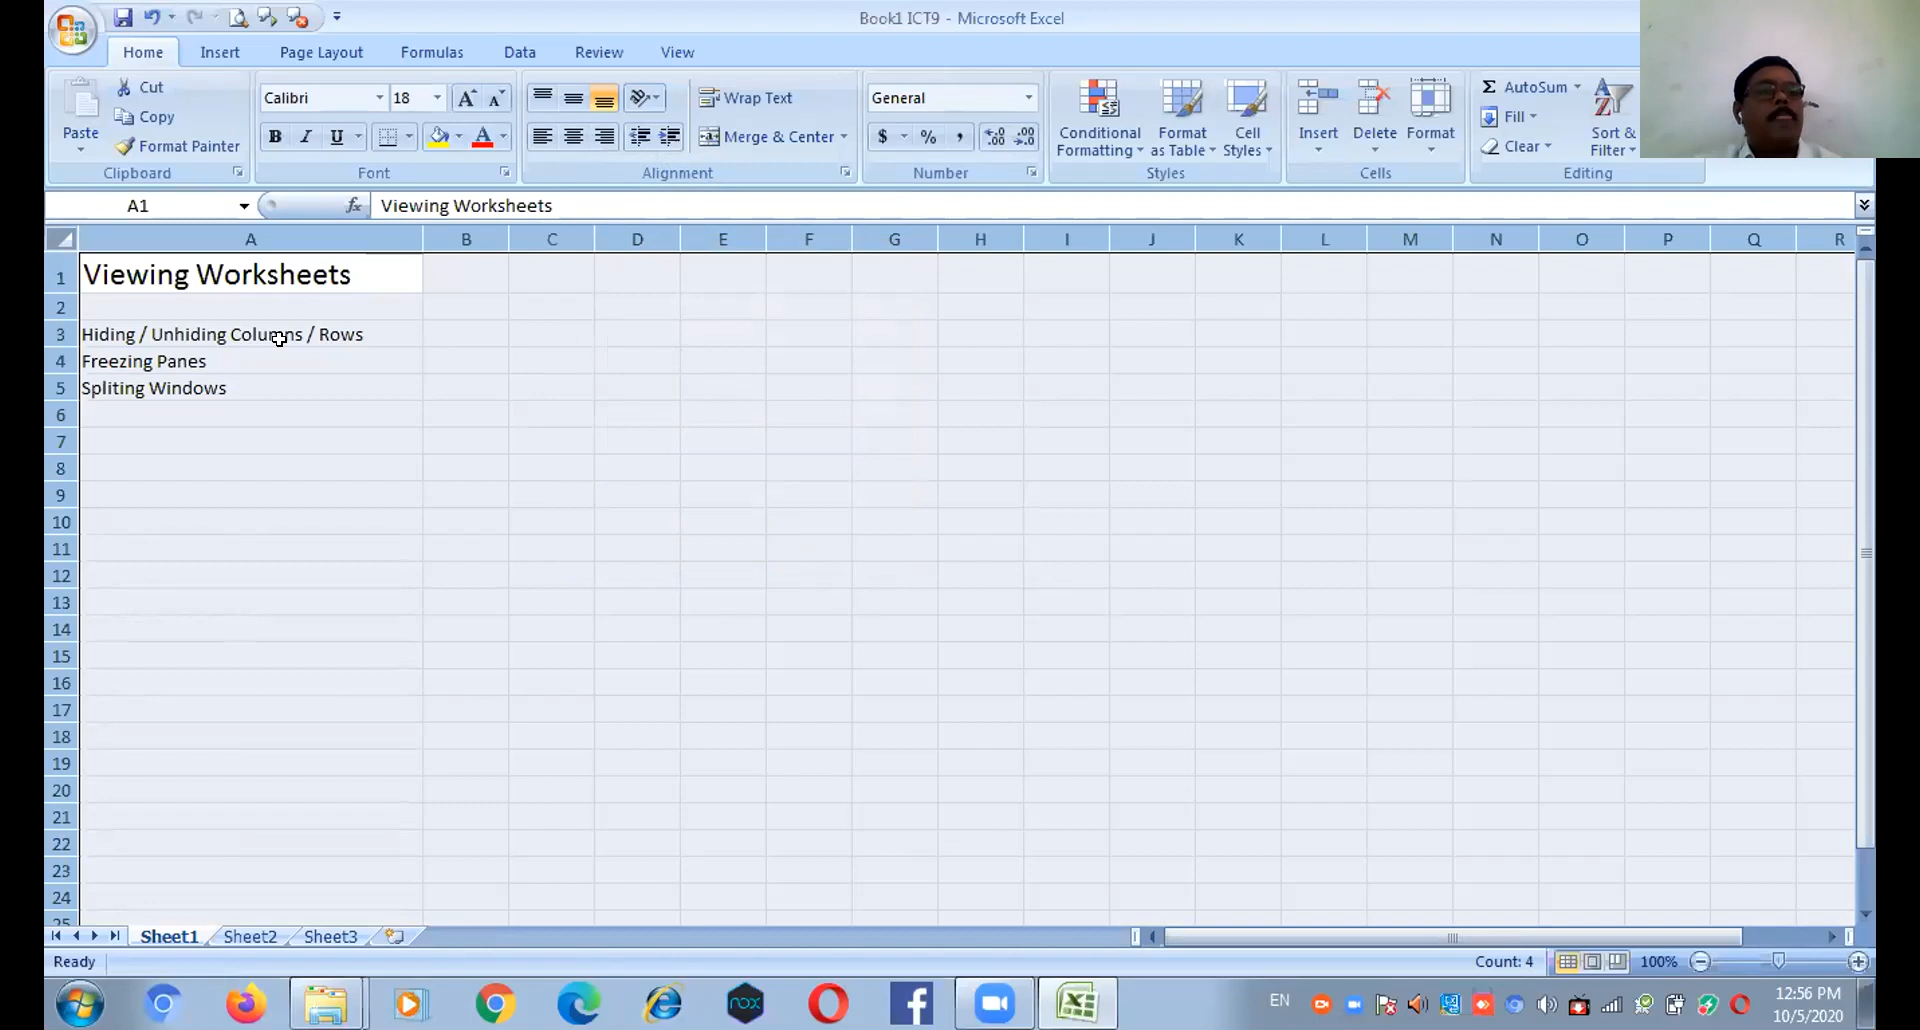 Book1 ICT9 - Microsoft Excel
Home Insert Page Layout Formulas Data Review View
Cut
Copy
Format Painter
Paste
Clipboard
Calibri 18
B I U
Font
Wrap Text
Merge & Center
Alignment
General
$ % ,
Number
Conditional Formatting
Format as Table
Cell Styles
Styles
Insert Delete Format
Cells
Σ AutoSum
Fill
Clear
Sort & Filter
Editing
A1 fx Viewing Worksheets
A B C D E F G H I J K L M N O P Q R
1 Viewing Worksheets
2
3 Hiding / Unhiding Columns / Rows
4 Freezing Panes
5 Spliting Windows
6
7
8
9
10
11
12
13
14
15
16
17
18
19
20
21
22
23
24
25
Sheet1 Sheet2 Sheet3
Ready Count: 4 100%
nox EN 12:56 PM
10/5/2020